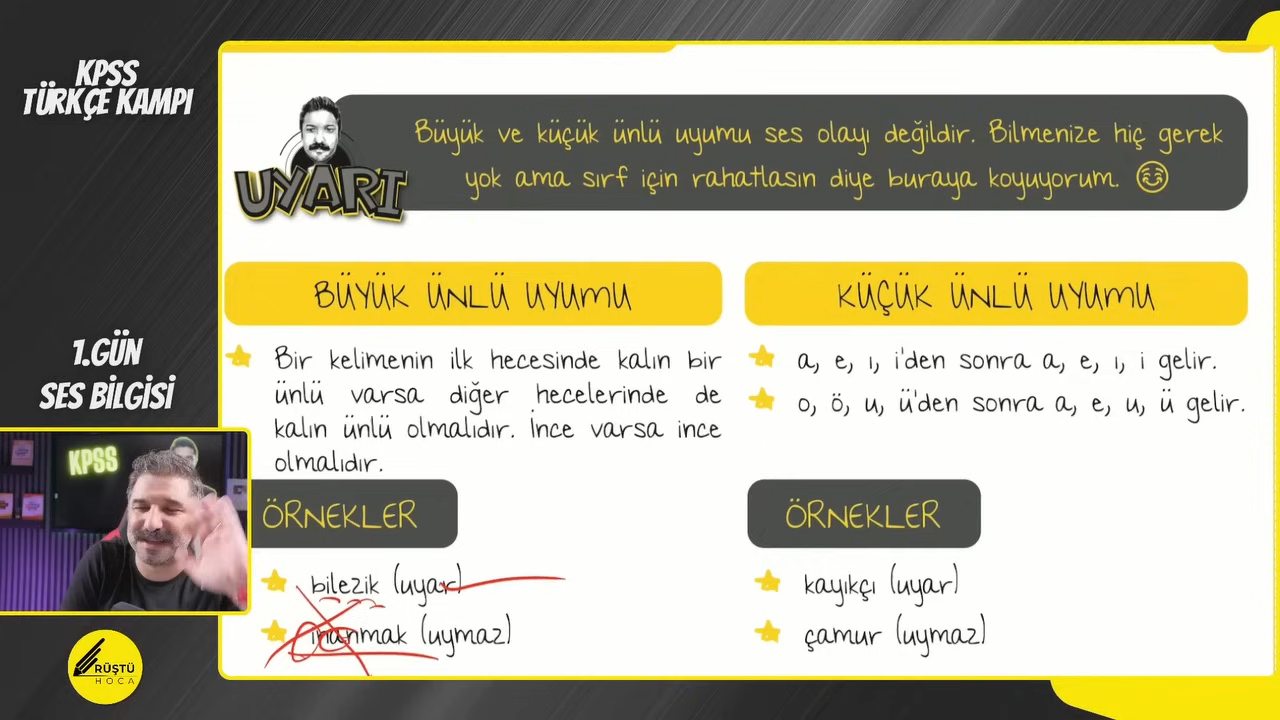 KPSS
TÜRKÇE KAMPI
UYARI
Büyük ve küçük ünlü uyumu ses olayı değildir. Bilmenize hiç gerek
yok ama sırf için rahatlasın diye buraya koyuyorum.
BÜYÜK ÜNLÜ UYUMU
Bir kelimenin ilk hecesinde kalın bir
ünlü varsa diğer hecelerinde de
kalın ünlü olmalıdır. İnce varsa ince
olmalıdır.
ÖRNEKLER
bilezik (uyar)
inanmak (uymaz)
KÜÇÜK ÜNLÜ UYUMU
a, e, ı, i'den sonra a, e, ı, i gelir.
o, ö, u, ü'den sonra a, e, u, ü gelir.
ÖRNEKLER
kayıkçı (uyar)
çamur (uymaz)
1.GÜN
SES BİLGİSİ
KPSS
RÜŞTÜ
HOCA